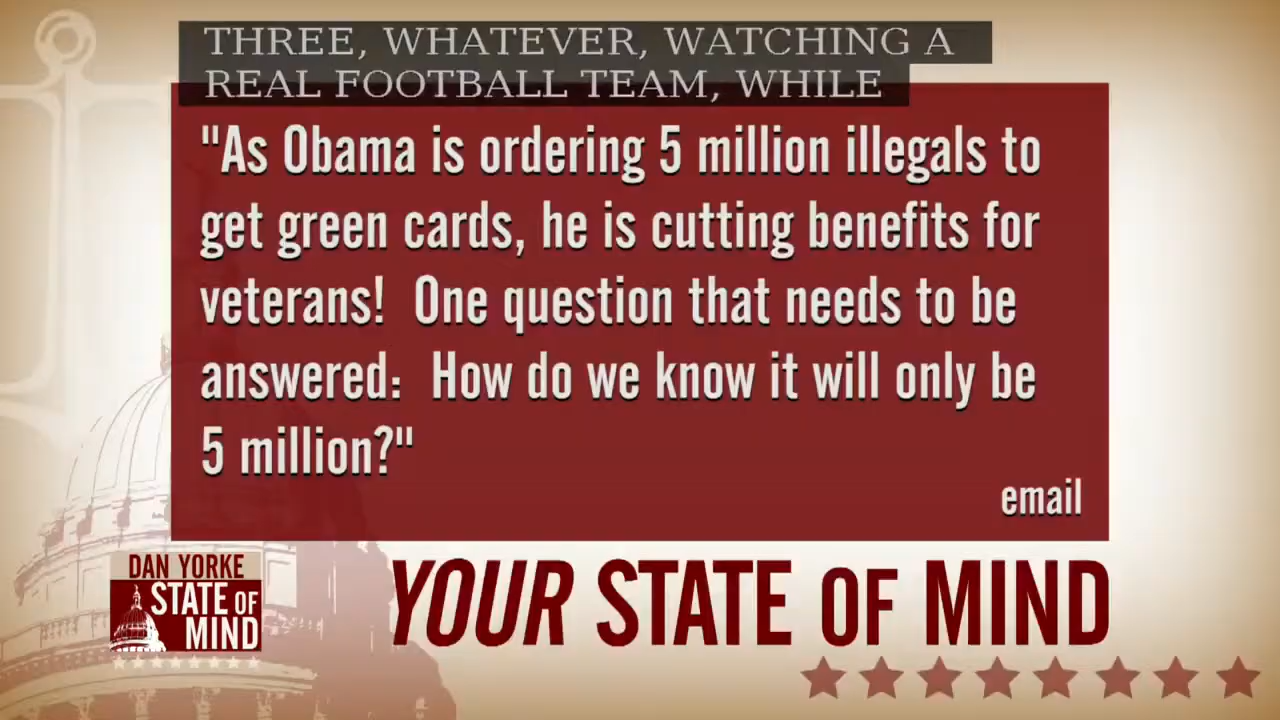 THREE, WHATEVER, WATCHING A
REAL FOOTBALL TEAM, WHILE
"As Obama is ordering 5 million illegals to
get green cards, he is cutting benefits for
veterans!  One question that needs to be
answered:  How do we know it will only be
5 million?"
email
DAN YORKE
STATE OF
MIND
YOUR STATE OF MIND